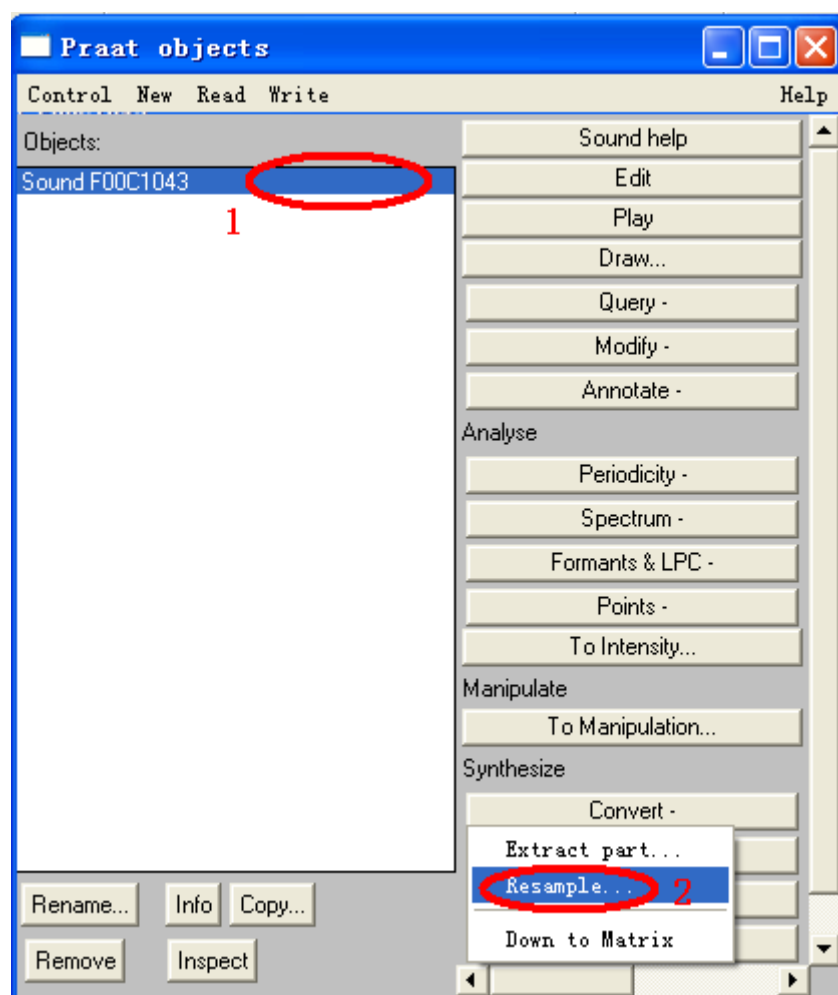 Praat objects
Control New Read Write Help
Objects:
Sound F00C1043
1
Sound help
Edit
Play
Draw...
Query -
Modify -
Annotate -
Analyse
Periodicity -
Spectrum -
Formants & LPC -
Points -
To Intensity...
Manipulate
To Manipulation...
Synthesize
Convert -
Extract part...
Resample... 2
Down to Matrix
Rename... Info Copy...
Remove Inspect